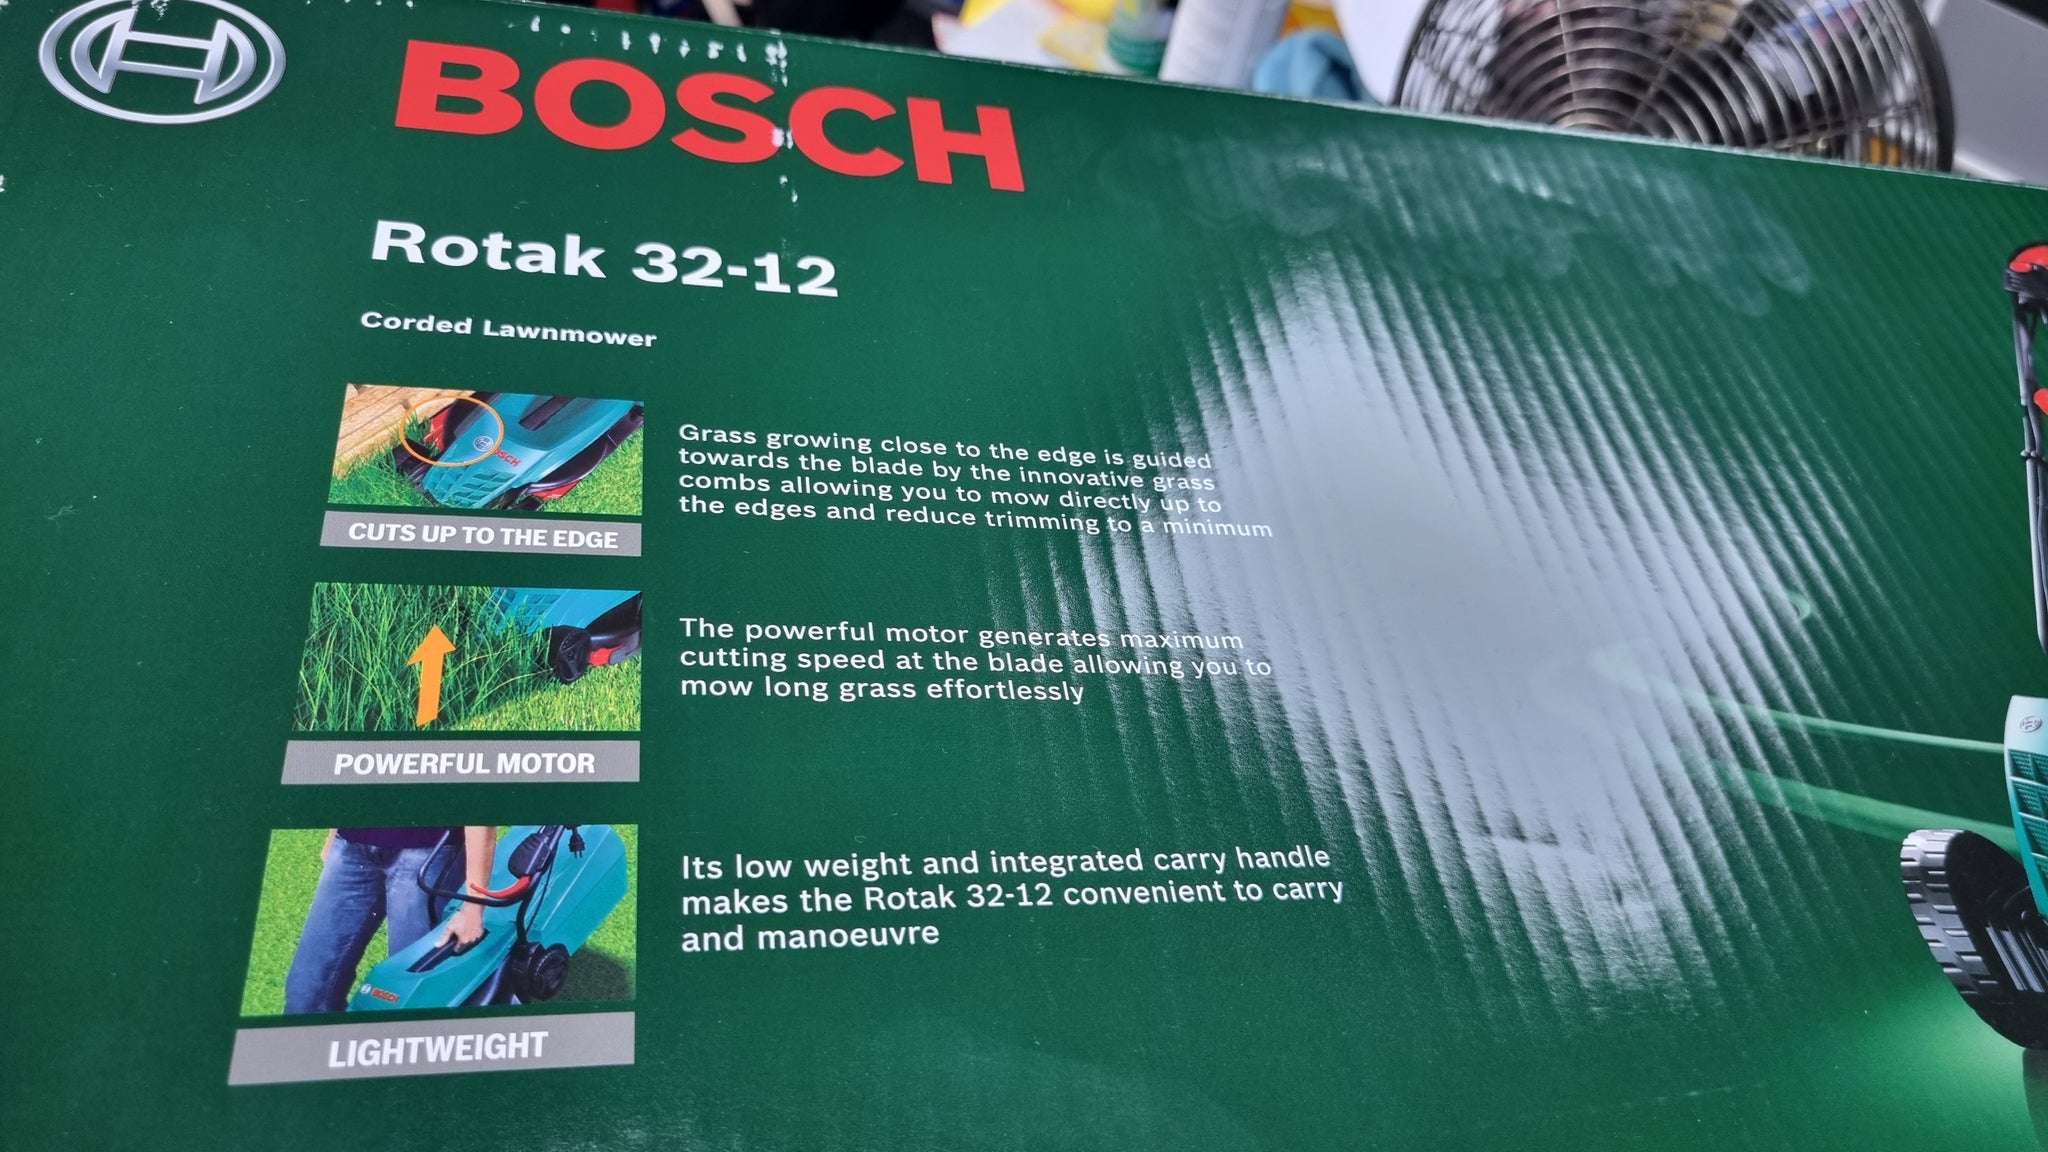 BOSCH
Rotak 32-12
Corded Lawnmower
BOSCH
CUTS UP TO THE EDGE
Grass growing close to the edge is guided
towards the blade by the innovative grass
combs allowing you to mow directly up to
the edges and reduce trimming to a minimum
POWERFUL MOTOR
The powerful motor generates maximum
cutting speed at the blade allowing you to
mow long grass effortlessly
BOSCH
LIGHTWEIGHT
Its low weight and integrated carry handle
makes the Rotak 32-12 convenient to carry
and manoeuvre